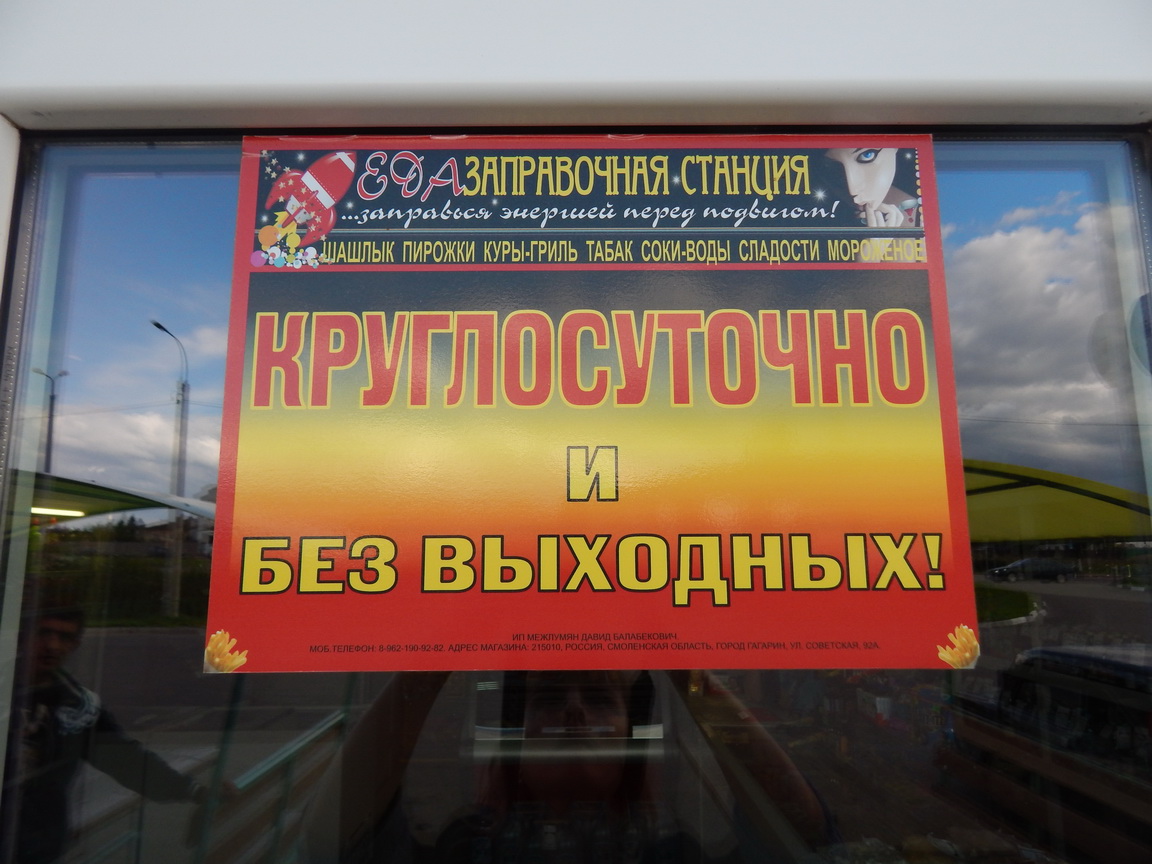 ЕДАЗАПРАВОЧНАЯ СТАНЦИЯ
...заправься энергией перед подвигом!
ШАШЛЫК ПИРОЖКИ КУРЫ-ГРИЛЬ ТАБАК СОКИ-ВОДЫ СЛАДОСТИ МОРОЖЕНОЕ
КРУГЛОСУТОЧНО
И
БЕЗ ВЫХОДНЫХ!
ИП МЕЖЛУМЯН ДАВИД БАЛАБЕКОВИЧ.
МОБ.ТЕЛЕФОН: 8-962-190-92-82. АДРЕС МАГАЗИНА: 215010, РОССИЯ, СМОЛЕНСКАЯ ОБЛАСТЬ, ГОРОД ГАГАРИН, УЛ. СОВЕТСКАЯ, 92А.